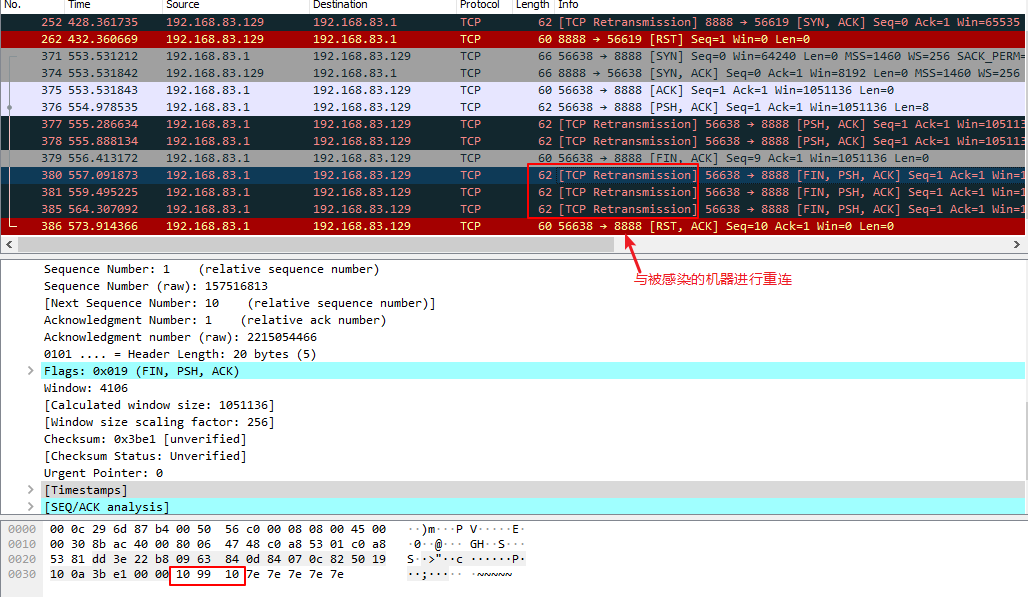 No. Time Source Destination Protocol Length Info
252 428.361735 192.168.83.129 192.168.83.1 TCP 62 [TCP Retransmission] 8888 → 56619 [SYN, ACK] Seq=0 Ack=1 Win=65535
262 432.360669 192.168.83.129 192.168.83.1 TCP 60 8888 → 56619 [RST] Seq=1 Win=0 Len=0
371 553.531212 192.168.83.1 192.168.83.129 TCP 66 56638 → 8888 [SYN] Seq=0 Win=64240 Len=0 MSS=1460 WS=256 SACK_PERM=
374 553.531842 192.168.83.129 192.168.83.1 TCP 66 8888 → 56638 [SYN, ACK] Seq=0 Ack=1 Win=8192 Len=0 MSS=1460 WS=256
375 553.531843 192.168.83.1 192.168.83.129 TCP 60 56638 → 8888 [ACK] Seq=1 Ack=1 Win=1051136 Len=0
376 554.978535 192.168.83.1 192.168.83.129 TCP 62 56638 → 8888 [PSH, ACK] Seq=1 Ack=1 Win=1051136 Len=8
377 555.286634 192.168.83.1 192.168.83.129 TCP 62 [TCP Retransmission] 56638 → 8888 [PSH, ACK] Seq=1 Ack=1 Win=10511
378 555.888134 192.168.83.1 192.168.83.129 TCP 62 [TCP Retransmission] 56638 → 8888 [PSH, ACK] Seq=1 Ack=1 Win=10511
379 556.413172 192.168.83.1 192.168.83.129 TCP 60 56638 → 8888 [FIN, ACK] Seq=9 Ack=1 Win=1051136 Len=0
380 557.091873 192.168.83.1 192.168.83.129 TCP 62 [TCP Retransmission] 56638 → 8888 [FIN, PSH, ACK] Seq=1 Ack=1 Win=1
381 559.495225 192.168.83.1 192.168.83.129 TCP 62 [TCP Retransmission] 56638 → 8888 [FIN, PSH, ACK] Seq=1 Ack=1 Win=1
385 564.307092 192.168.83.1 192.168.83.129 TCP 62 [TCP Retransmission] 56638 → 8888 [FIN, PSH, ACK] Seq=1 Ack=1 Win=1
386 573.914366 192.168.83.1 192.168.83.129 TCP 60 56638 → 8888 [RST, ACK] Seq=10 Ack=1 Win=0 Len=0
与被感染的机器进行重连
Sequence Number: 1 (relative sequence number)
Sequence Number (raw): 157516813
[Next Sequence Number: 10 (relative sequence number)]
Acknowledgment Number: 1 (relative ack number)
Acknowledgment number (raw): 2215054466
0101 .... = Header Length: 20 bytes (5)
Flags: 0x019 (FIN, PSH, ACK)
Window: 4106
[Calculated window size: 1051136]
[Window size scaling factor: 256]
Checksum: 0x3be1 [unverified]
[Checksum Status: Unverified]
Urgent Pointer: 0
[Timestamps]
[SEQ/ACK analysis]
0000 00 0c 29 6d 87 b4 00 50 56 c0 00 08 08 00 45 00 ··)m···P V·····E·
0010 00 30 8b ac 40 00 80 06 47 48 c0 a8 53 01 c0 a8 ·0··@··· GH··S···
0020 53 81 dd 3e 22 b8 09 63 84 0d 84 07 0c 82 50 19 S··>"··c ······P·
0030 10 0a 3b e1 00 00 10 99 10 7e 7e 7e 7e 7e ··;····· ·~~~~~